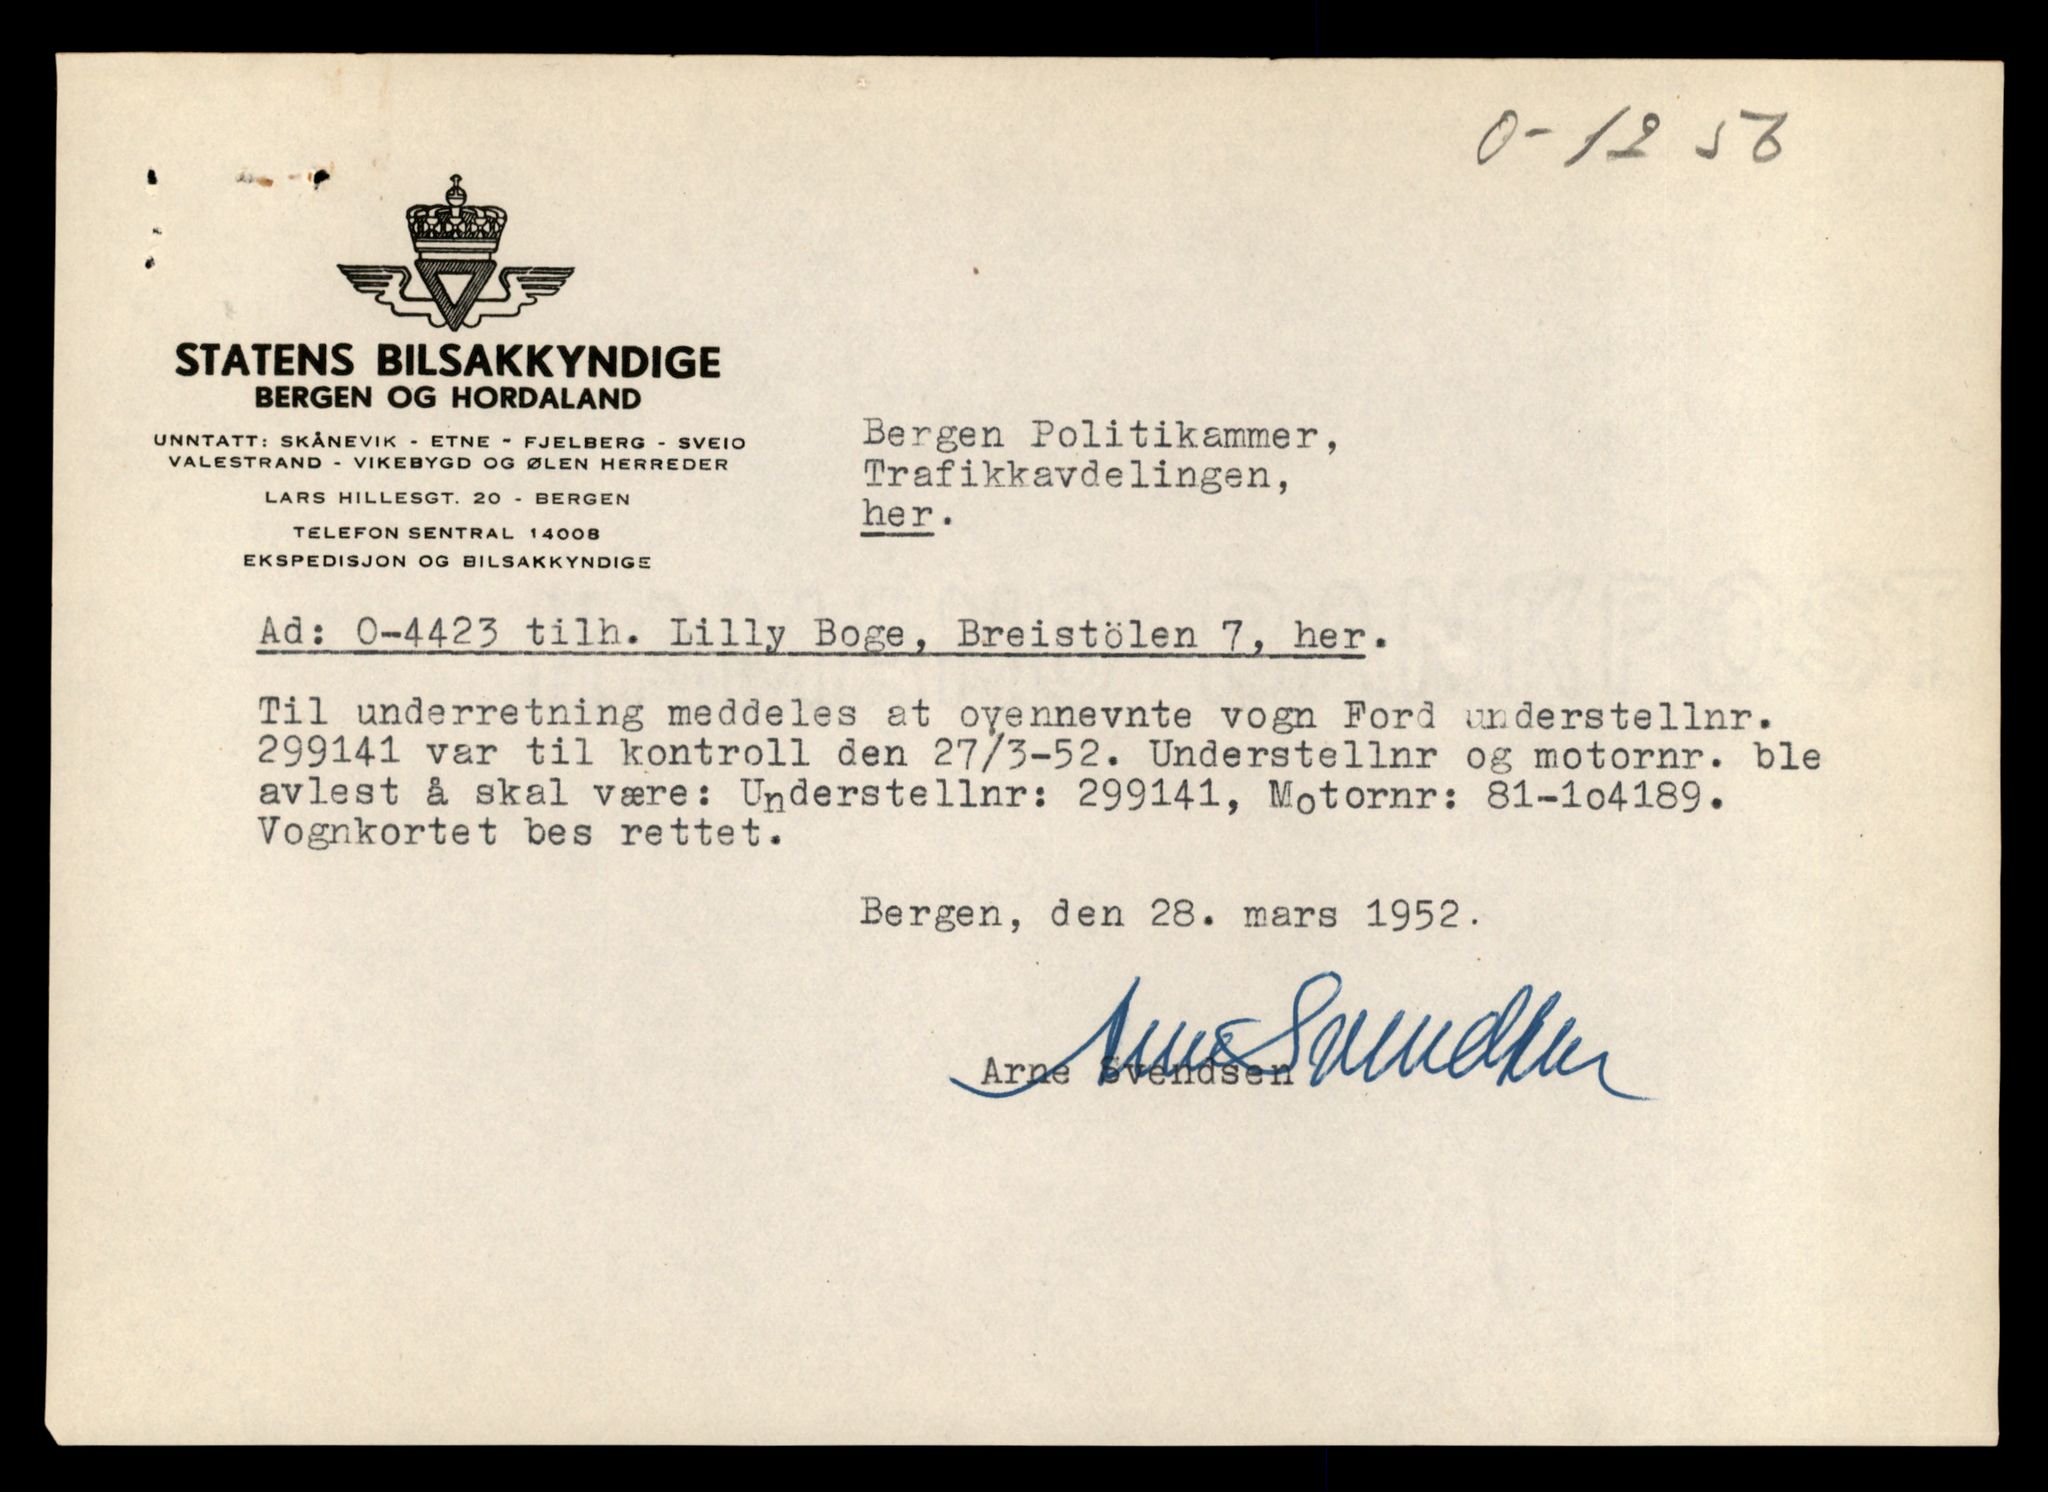 0-1256
STATENS BILSAKKYNDIGE
BERGEN OG HORDALAND
UNNTATT: SKÅNEVIK - ETNE - FJELBERG - SVEIO
VALESTRAND - VIKEBYGD OG ØLEN HERREDER
LARS HILLESGT. 20 - BERGEN
TELEFON SENTRAL 14008
EKSPEDISJON OG BILSAKKYNDIGE
Bergen Politikammer,
Trafikkavdelingen,
her.
Ad: O-4423 tilh. Lilly Boge, Breistölen 7, her.
Til underretning meddeles at ovennevnte vogn Ford understellnr.
299141 var til kontroll den 27/3-52. Understellnr og motornr. ble
avlest å skal være: Understellnr: 299141, Motornr: 81-1o4189.
Vognkortet bes rettet.
Bergen, den 28. mars 1952.
Arne Svendsen
Arne Svendsen